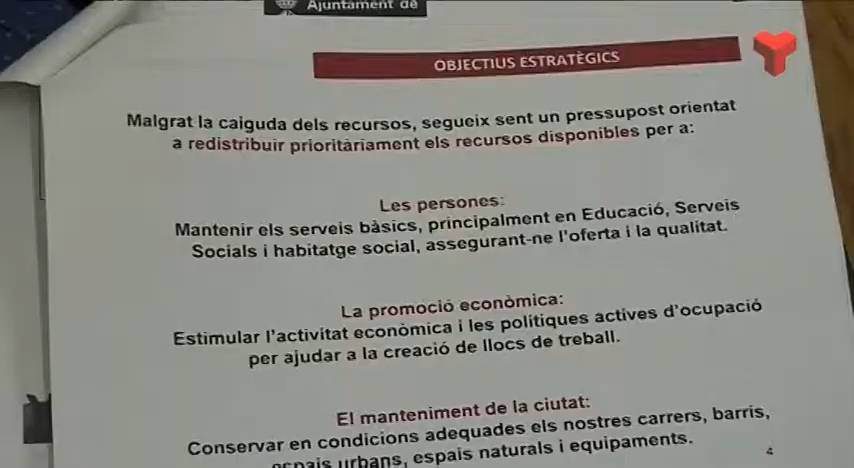 Ajuntament de
OBJECTIUS ESTRATÈGICS
Malgrat la caiguda dels recursos, segueix sent un pressupost orientat
a redistribuir prioritàriament els recursos disponibles per a:
Les persones:
Mantenir els serveis bàsics, principalment en Educació, Serveis
Socials i habitatge social, assegurant-ne l'oferta i la qualitat.
La promoció econòmica:
Estimular l'activitat econòmica i les polítiques actives d'ocupació
per ajudar a la creació de llocs de treball.
El manteniment de la ciutat:
Conservar en condicions adequades els nostres carrers, barris,
espais urbans, espais naturals i equipaments.
4